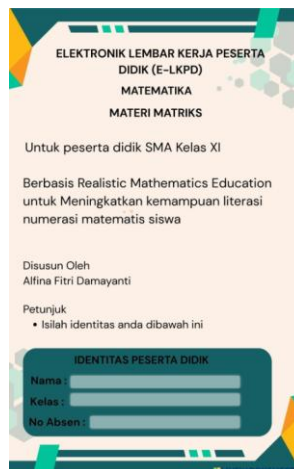 ELEKTRONIK LEMBAR KERJA PESERTA
DIDIK (E-LKPD)
MATEMATIKA
MATERI MATRIKS
Untuk peserta didik SMA Kelas XI
Berbasis Realistic Mathematics Education
untuk Meningkatkan kemampuan literasi
numerasi matematis siswa
Disusun Oleh
Alfina Fitri Damayanti
Petunjuk
• Isilah identitas anda dibawah ini
IDENTITAS PESERTA DIDIK
Nama :
Kelas :
No Absen :